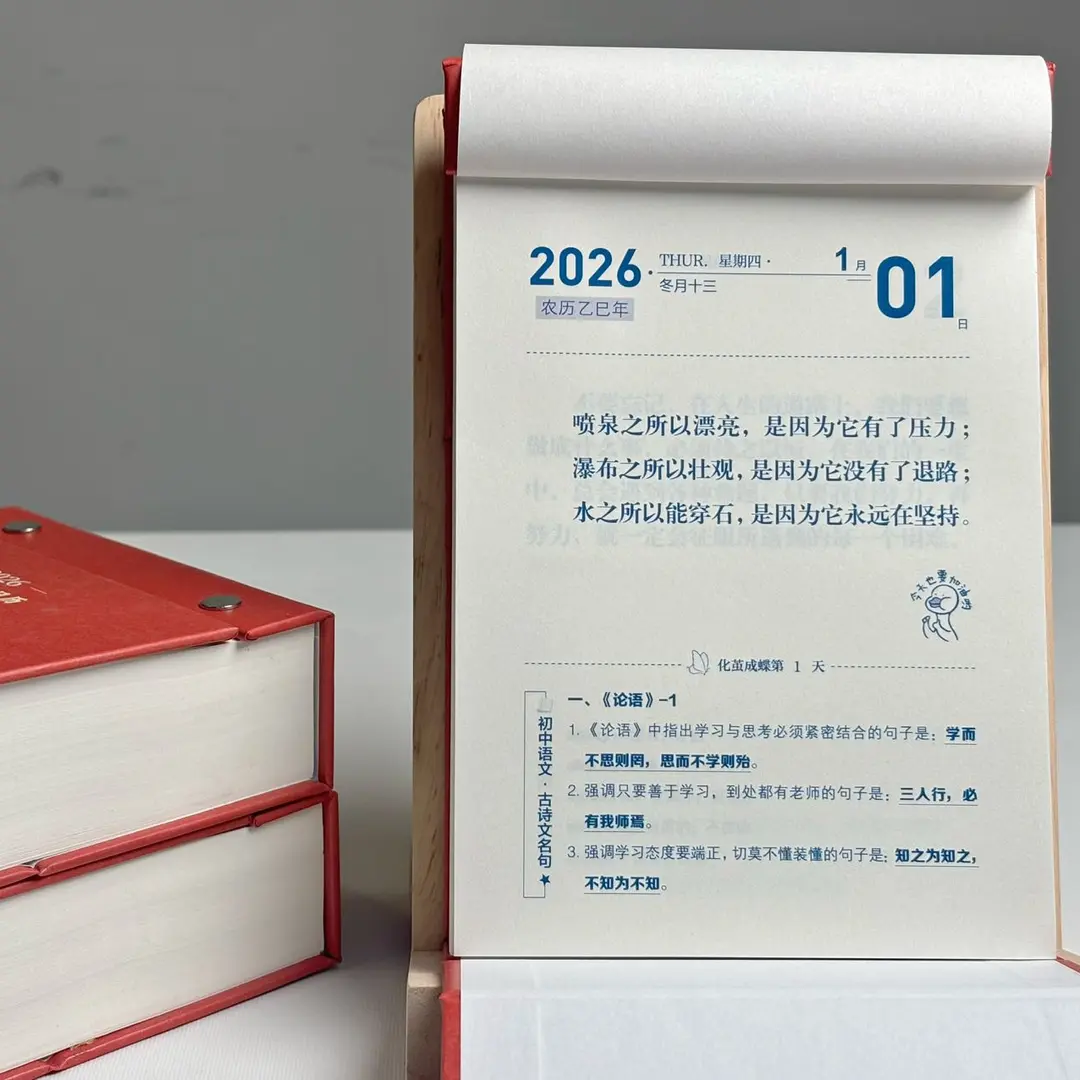 2026
THUR. 星期四·
冬月十三
农历乙巳年
1月
01日
喷泉之所以漂亮，是因为它有了压力；
瀑布之所以壮观，是因为它没有了退路；
水之所以能穿石，是因为它永远在坚持。
今天也要加油哟
化茧成蝶第 1 天
初中语文·古诗文名句
一、《论语》-1
1.《论语》中指出学习与思考必须紧密结合的句子是：学而
不思则罔，思而不学则殆。
2. 强调只要善于学习，到处都有老师的句子是：三人行，必
有我师焉。
3. 强调学习态度要端正，切莫不懂装懂的句子是：知之为知之，
不知为不知。
2026